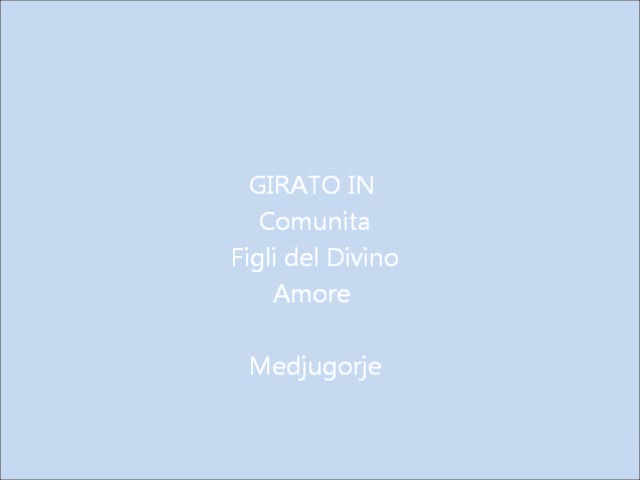 GIRATO IN
Comunita
Figli del Divino
Amore
Medjugorje